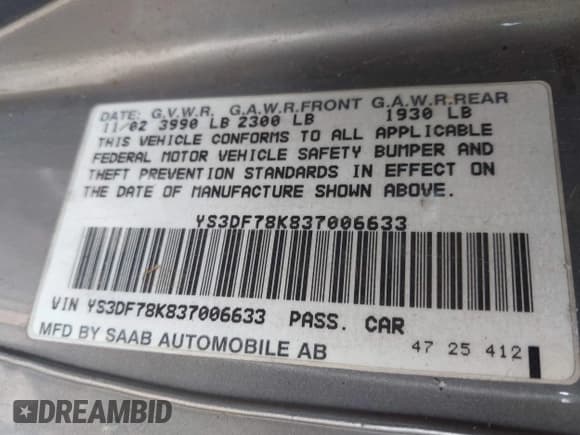 DATE: G.V.W.R. G.A.W.R.FRONT G.A.W.R.REAR
11/02 3990 LB 2300 LB 1930 LB
THIS VEHICLE CONFORMS TO ALL APPLICABLE
FEDERAL MOTOR VEHICLE SAFETY BUMPER AND
THEFT PREVENTION STANDARDS IN EFFECT ON
THE DATE OF MANUFACTURE SHOWN ABOVE.
YS3DF78K837006633
VIN YS3DF78K837006633 PASS. CAR
MFD BY SAAB AUTOMOBILE AB 47 25 412
DREAMBID